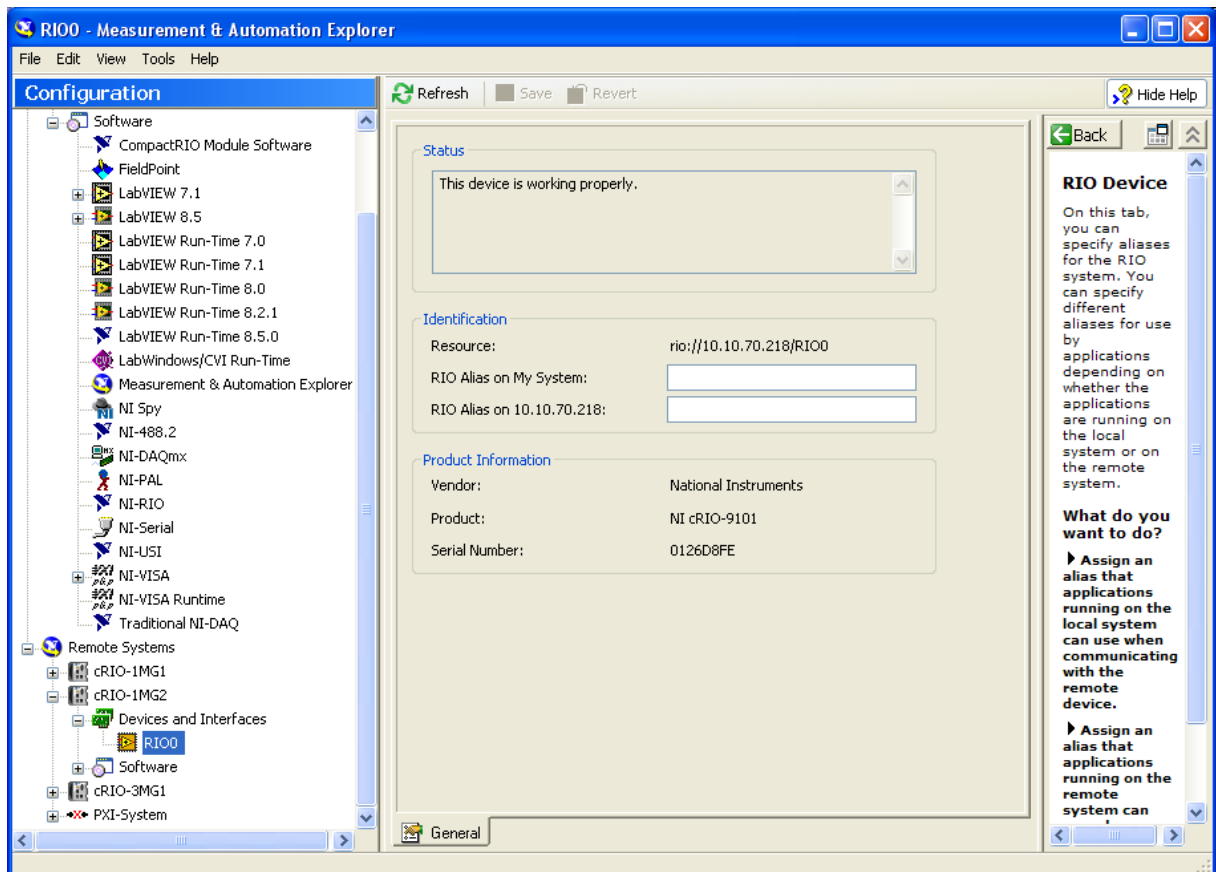 RIO0 - Measurement & Automation Explorer
File Edit View Tools Help
Configuration
Software
CompactRIO Module Software
FieldPoint
LabVIEW 7.1
LabVIEW 8.5
LabVIEW Run-Time 7.0
LabVIEW Run-Time 7.1
LabVIEW Run-Time 8.0
LabVIEW Run-Time 8.2.1
LabVIEW Run-Time 8.5.0
LabWindows/CVI Run-Time
Measurement & Automation Explorer
NI Spy
NI-488.2
NI-DAQmx
NI-PAL
NI-RIO
NI-Serial
NI-USI
NI-VISA
NI-VISA Runtime
Traditional NI-DAQ
Remote Systems
cRIO-1MG1
cRIO-1MG2
Devices and Interfaces
RIO0
Software
cRIO-3MG1
PXI-System
Refresh Save Revert
Hide Help
Status
This device is working properly.
Identification
Resource: rio://10.10.70.218/RIO0
RIO Alias on My System:
RIO Alias on 10.10.70.218:
Product Information
Vendor: National Instruments
Product: NI cRIO-9101
Serial Number: 0126D8FE
General
Back
RIO Device
On this tab,
you can
specify aliases
for the RIO
system. You
can specify
different
aliases for use
by
applications
depending on
whether the
applications
are running on
the local
system or on
the remote
system.
What do you
want to do?
Assign an
alias that
applications
running on the
local system
can use when
communicating
with the
remote
device.
Assign an
alias that
applications
running on the
remote
system can